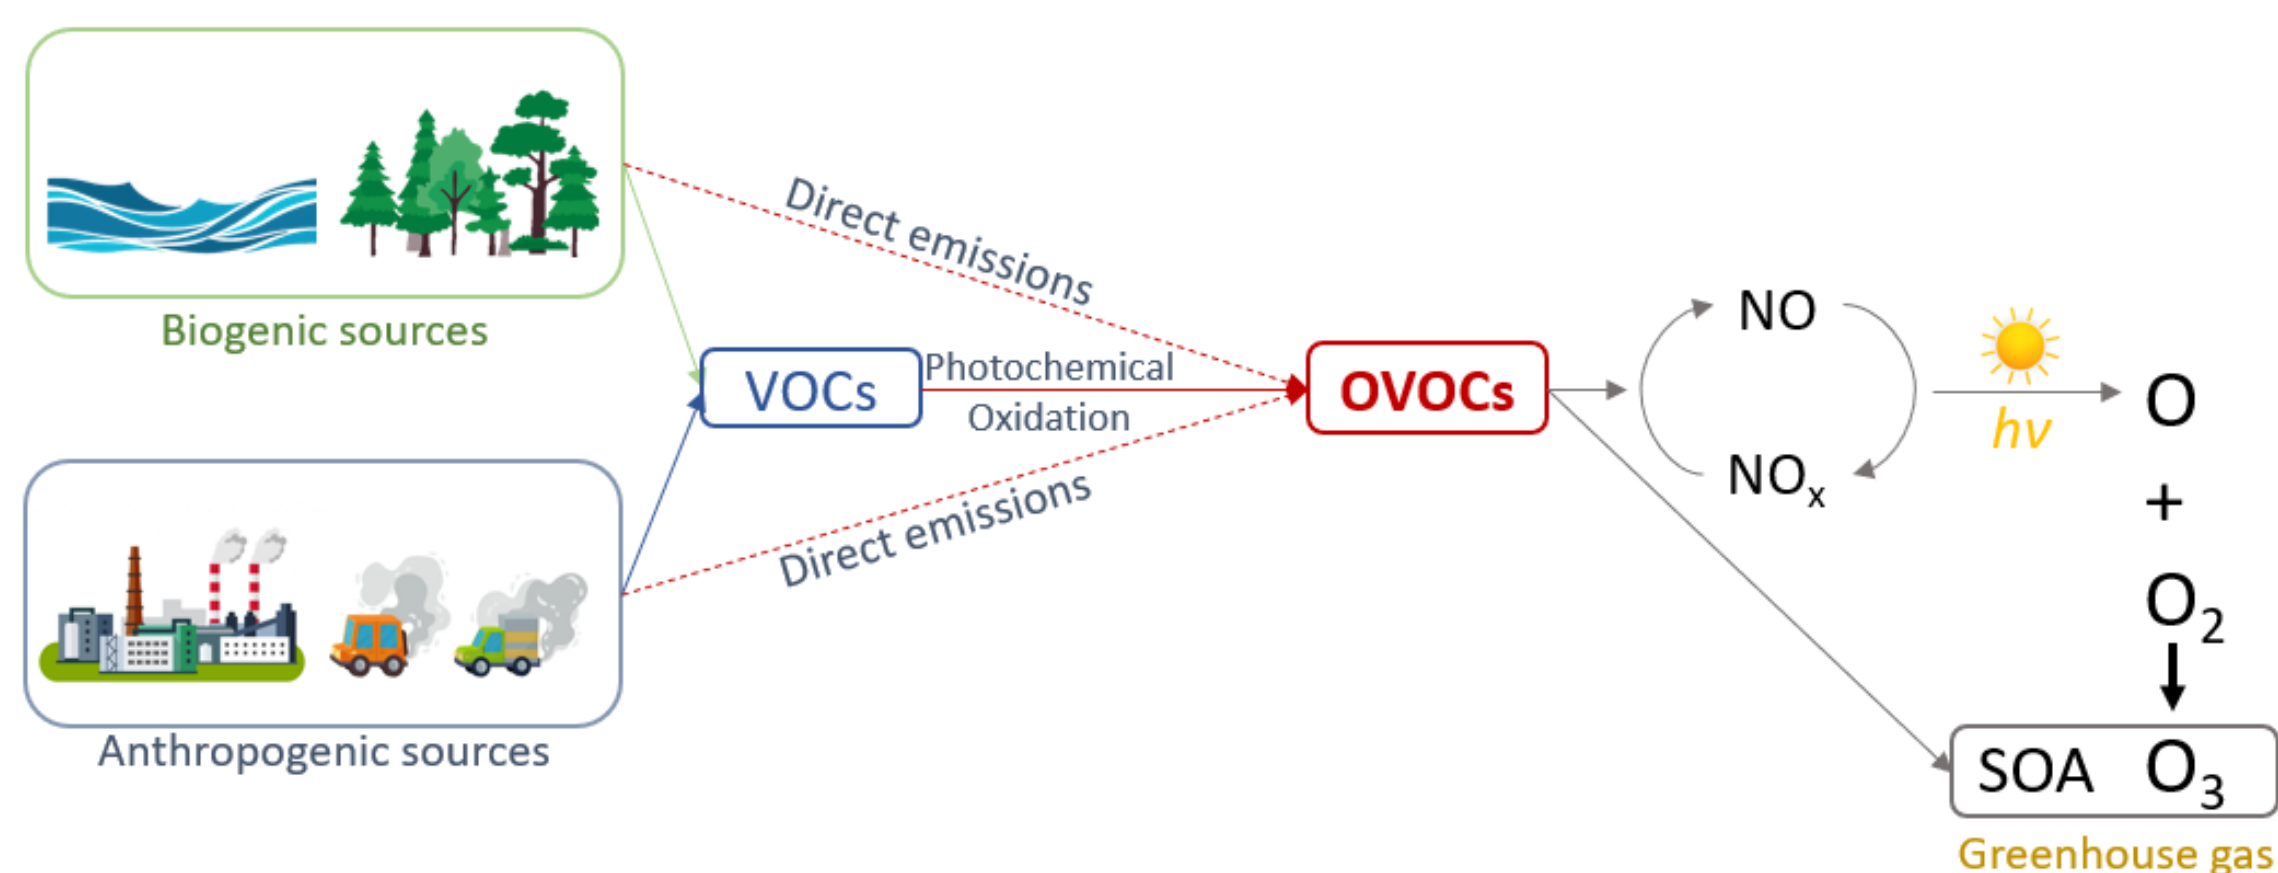 Biogenic sources
Direct emissions
VOCs
Photochemical
Oxidation
OVOCs
Direct emissions
Anthropogenic sources
NO
NOₓ
hν
O
+
O₂
SOA O₃
Greenhouse gas